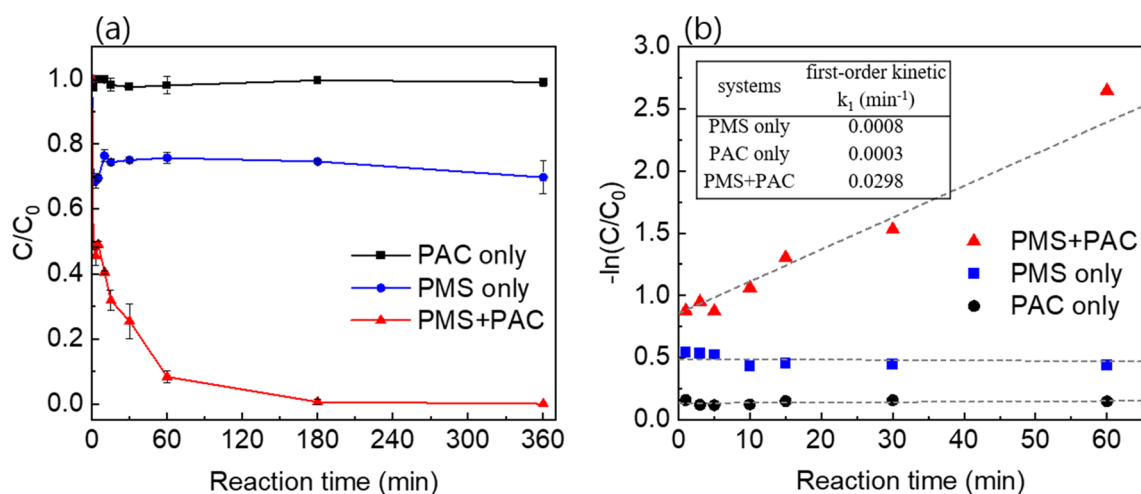 (a)
C/C0
1.0
0.8
0.6
0.4
0.2
0.0
PAC only
PMS only
PMS+PAC
0 60 120 180 240 300 360
Reaction time (min)
(b)
-ln(C/C0)
3.0
2.5
2.0
1.5
1.0
0.5
0.0
systems first-order kinetic
k1 (min-1)
PMS only 0.0008
PAC only 0.0003
PMS+PAC 0.0298
PMS+PAC
PMS only
PAC only
0 10 20 30 40 50 60
Reaction time (min)